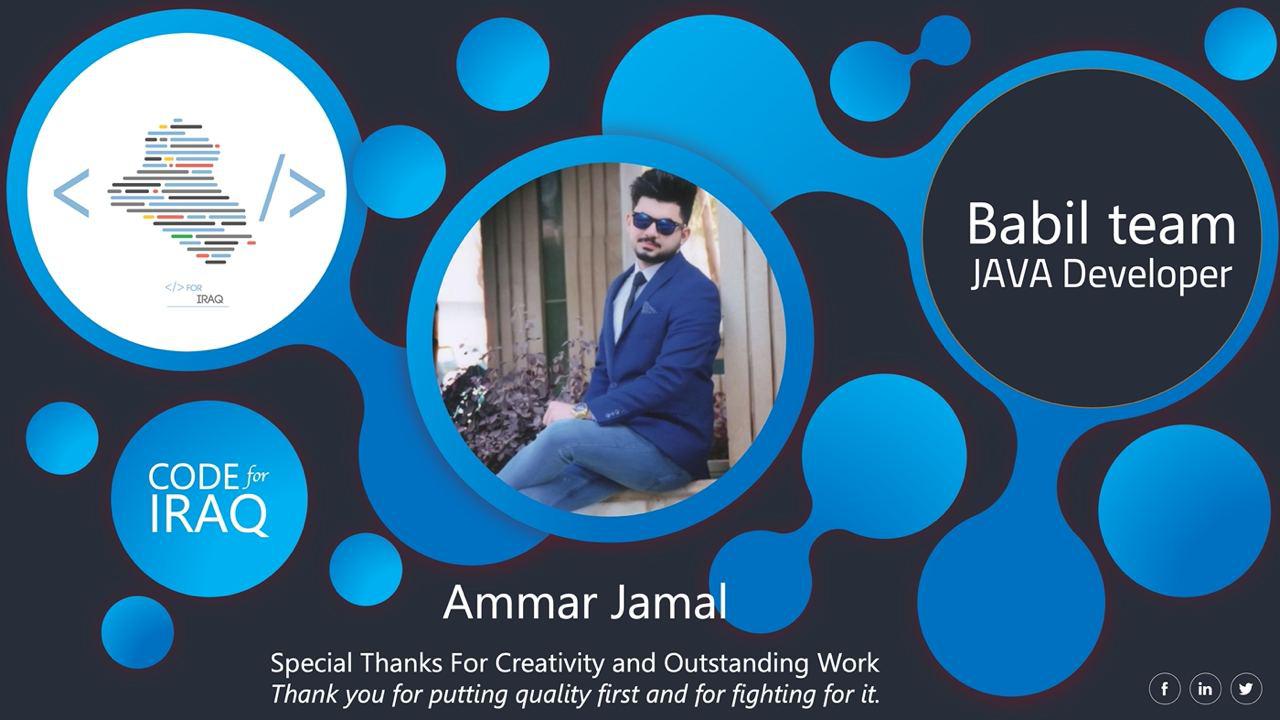 < />
</> FOR
IRAQ
CODE for
IRAQ
Babil team
JAVA Developer
Ammar Jamal
Special Thanks For Creativity and Outstanding Work
Thank you for putting quality first and for fighting for it.
f in